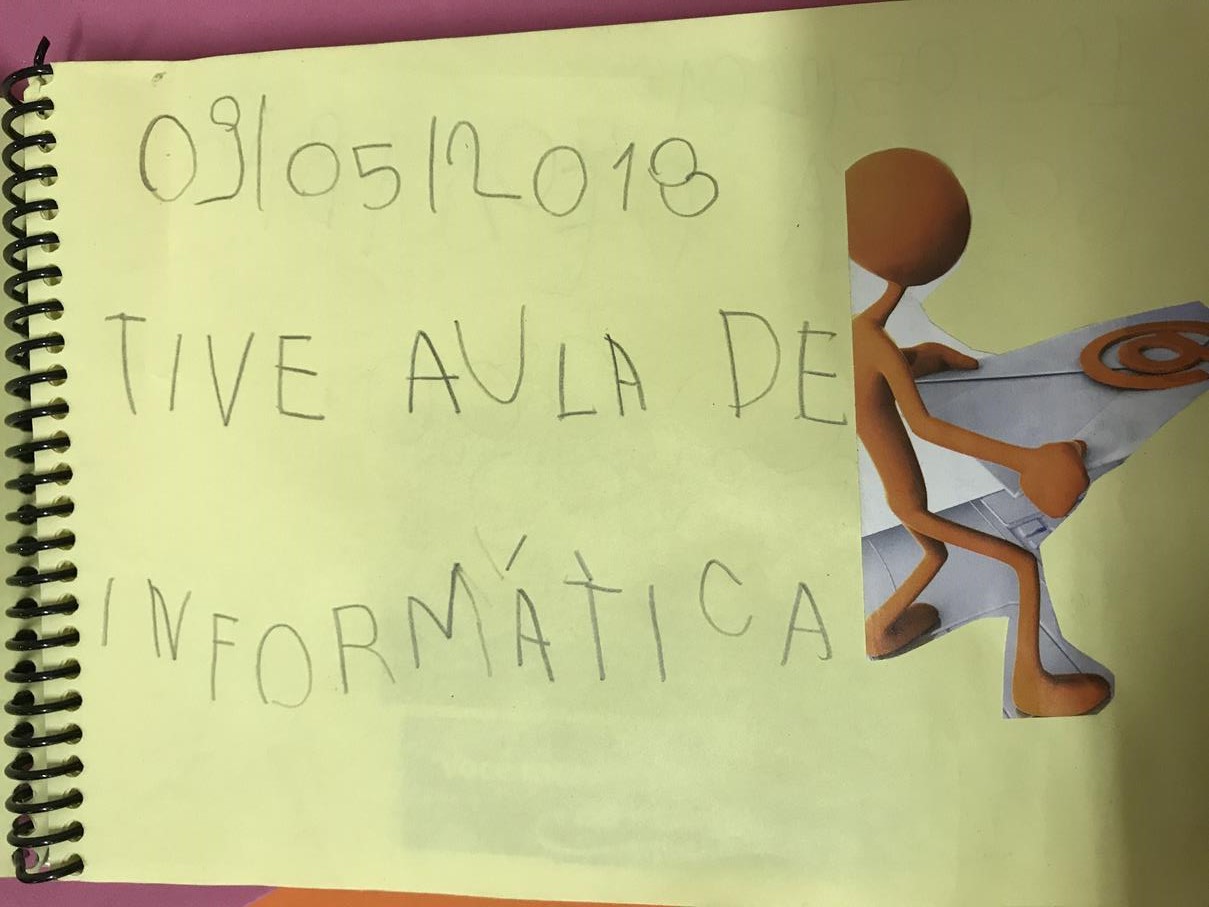 09/05/2018
TIVE AULA DE
INFORMÁTICA
@